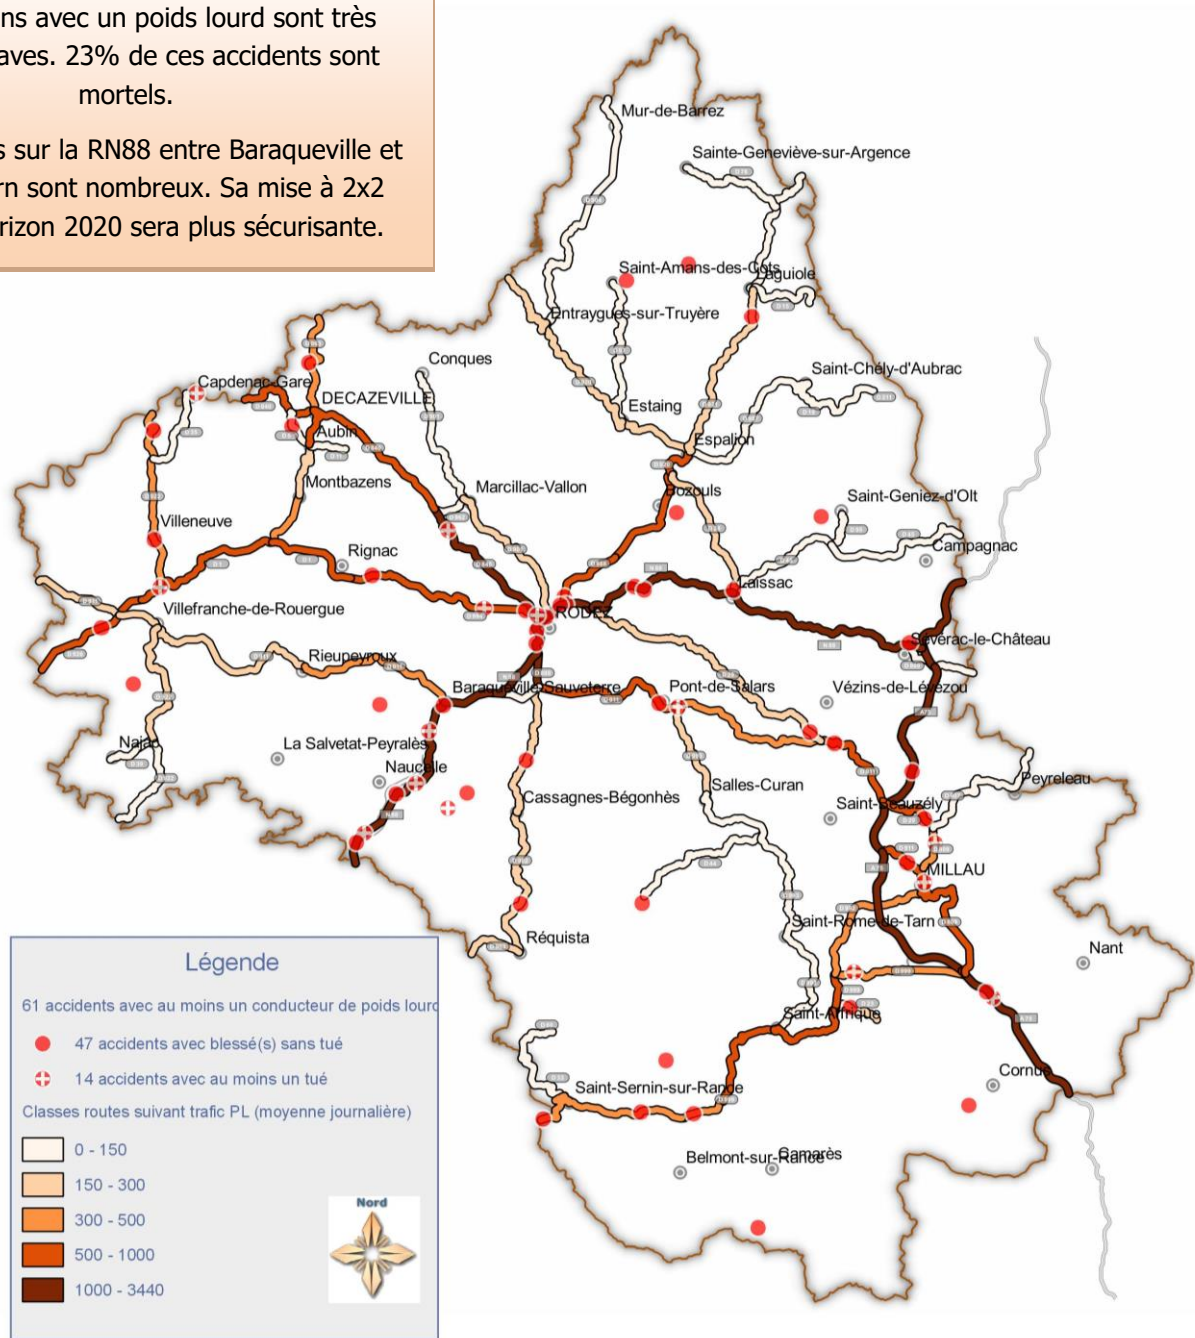 ns avec un poids lourd sont très
aves. 23% de ces accidents sont
mortels.
s sur la RN88 entre Baraqueville et
rn sont nombreux. Sa mise à 2x2
rizon 2020 sera plus sécurisante.
Mur-de-Barrez
Sainte-Geneviève-sur-Argence
Saint-Amans-des-Cots
Laguiole
Entraygues-sur-Truyère
Conques
Saint-Chély-d'Aubrac
Capdenac-Gare
DECAZEVILLE
Estaing
Aubin
Espalion
Montbazens
Marcillac-Vallon
Bozouls
Saint-Geniez-d'Olt
Villeneuve
Rignac
Campagnac
Laissac
Villefranche-de-Rouergue
RODEZ
Sévérac-le-Château
Rieupeyroux
Baraqueville-Sauveterre
Pont-de-Salars
Vézins-de-Lévezou
Najac
La Salvetat-Peyralès
Naucelle
Peyreleau
Cassagnes-Bégonhès
Salles-Curan
Saint-Beauzély
MILLAU
Saint-Rome-de-Tarn
Réquista
Nant
Saint-Affrique
Cornus
Saint-Sernin-sur-Rance
Belmont-sur-Rance
Camarès
Légende
61 accidents avec au moins un conducteur de poids lourd
47 accidents avec blessé(s) sans tué
14 accidents avec au moins un tué
Classes routes suivant trafic PL (moyenne journalière)
0 - 150
150 - 300
300 - 500
500 - 1000
1000 - 3440
Nord